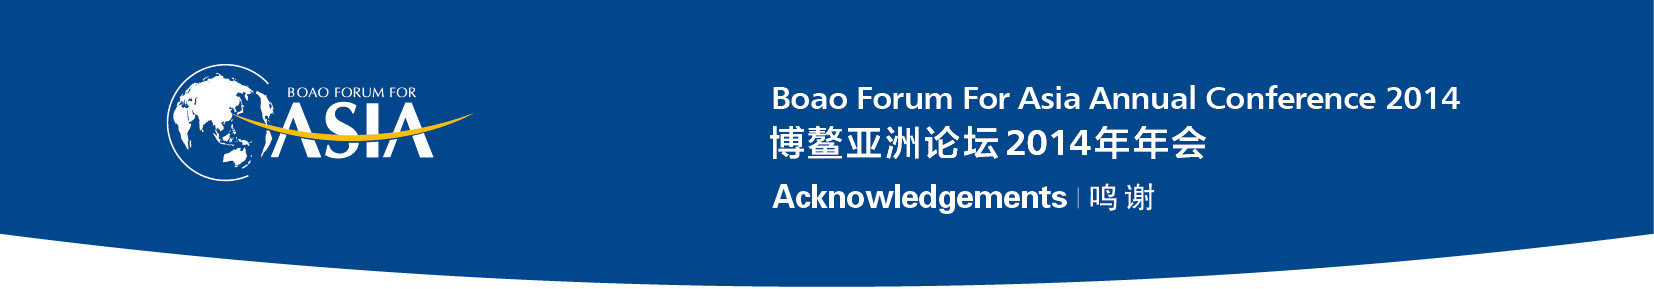 BOAO FORUM FOR
ASIA
Boao Forum For Asia Annual Conference 2014
博鳌亚洲论坛2014年年会
Acknowledgements | 鸣谢